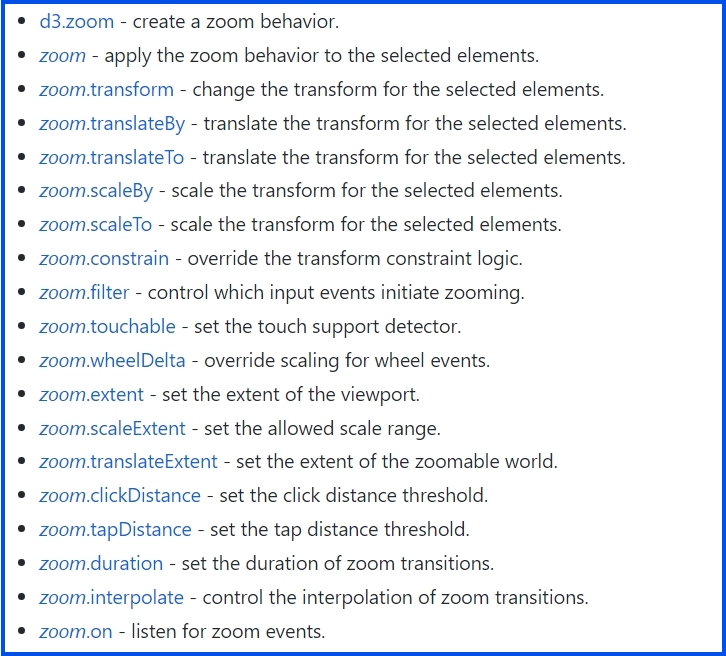 d3.zoom - create a zoom behavior.
zoom - apply the zoom behavior to the selected elements.
zoom.transform - change the transform for the selected elements.
zoom.translateBy - translate the transform for the selected elements.
zoom.translateTo - translate the transform for the selected elements.
zoom.scaleBy - scale the transform for the selected elements.
zoom.scaleTo - scale the transform for the selected elements.
zoom.constrain - override the transform constraint logic.
zoom.filter - control which input events initiate zooming.
zoom.touchable - set the touch support detector.
zoom.wheelDelta - override scaling for wheel events.
zoom.extent - set the extent of the viewport.
zoom.scaleExtent - set the allowed scale range.
zoom.translateExtent - set the extent of the zoomable world.
zoom.clickDistance - set the click distance threshold.
zoom.tapDistance - set the tap distance threshold.
zoom.duration - set the duration of zoom transitions.
zoom.interpolate - control the interpolation of zoom transitions.
zoom.on - listen for zoom events.